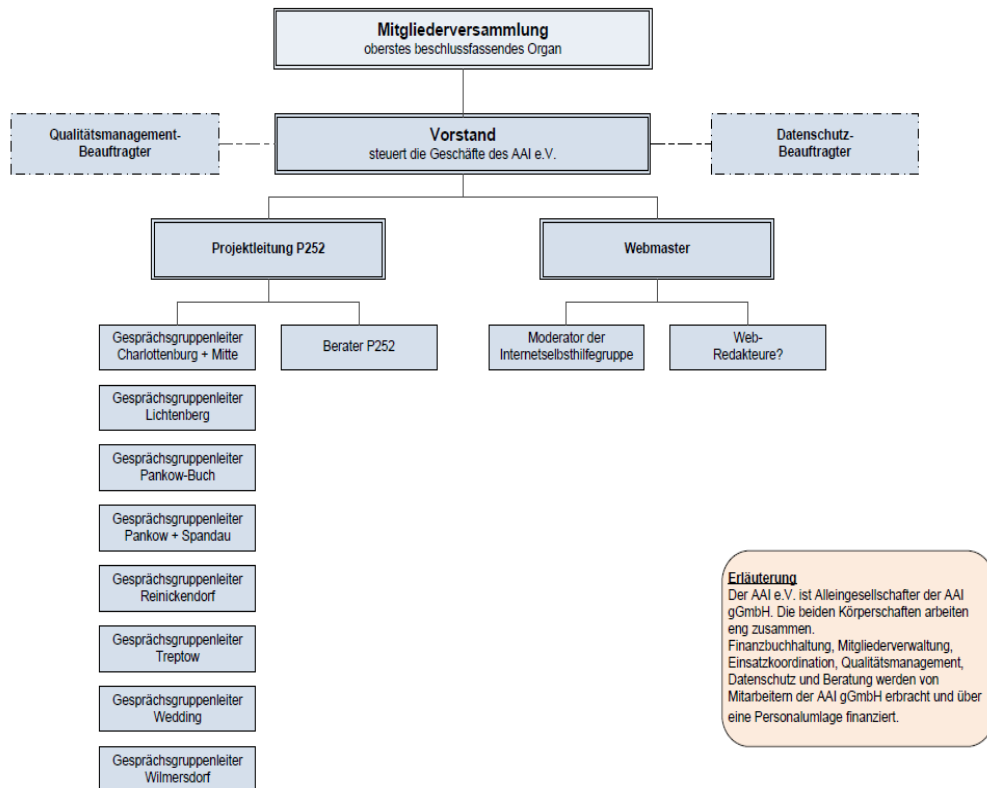 Mitgliederversammlung
oberstes beschlussfassendes Organ
Qualitätsmanagement-
Beauftragter
Vorstand
steuert die Geschäfte des AAI e.V.
Datenschutz-
Beauftragter
Projektleitung P252
Webmaster
Gesprächsgruppenleiter
Charlottenburg + Mitte
Berater P252
Moderator der
Internetselbsthilfegruppe
Web-
Redakteure?
Gesprächsgruppenleiter
Lichtenberg
Gesprächsgruppenleiter
Pankow-Buch
Gesprächsgruppenleiter
Pankow + Spandau
Gesprächsgruppenleiter
Reinickendorf
Gesprächsgruppenleiter
Treptow
Gesprächsgruppenleiter
Wedding
Gesprächsgruppenleiter
Wilmersdorf
Erläuterung
Der AAI e.V. ist Alleingesellschafter der AAI
gGmbH. Die beiden Körperschaften arbeiten
eng zusammen.
Finanzbuchhaltung, Mitgliederverwaltung,
Einsatzkoordination, Qualitätsmanagement,
Datenschutz und Beratung werden von
Mitarbeitern der AAI gGmbH erbracht und über
eine Personalumlage finanziert.